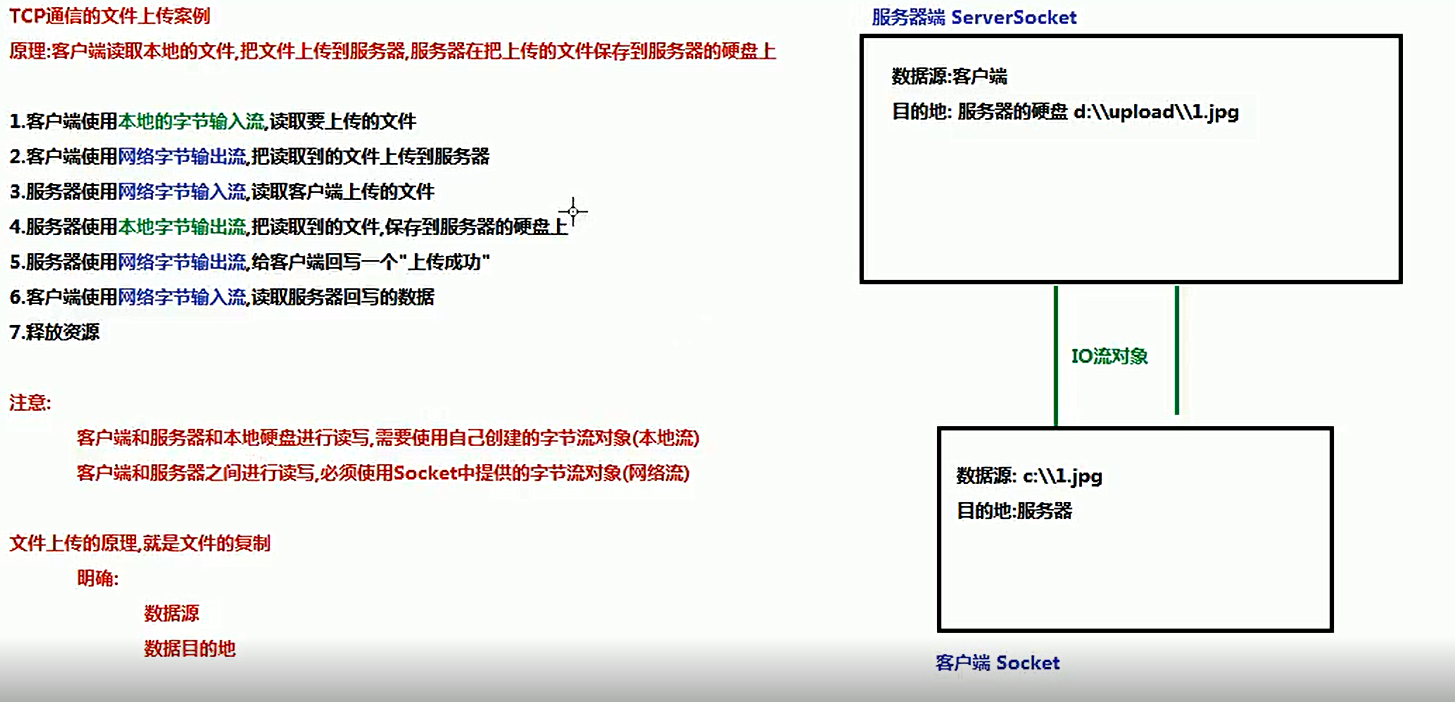 TCP通信的文件上传案例
原理:客户端读取本地的文件,把文件上传到服务器,服务器在把上传的文件保存到服务器的硬盘上
1.客户端使用本地的字节输入流,读取要上传的文件
2.客户端使用网络字节输出流,把读取到的文件上传到服务器
3.服务器使用网络字节输入流,读取客户端上传的文件
4.服务器使用本地字节输出流,把读取到的文件,保存到服务器的硬盘上
5.服务器使用网络字节输出流,给客户端回写一个"上传成功"
6.客户端使用网络字节输入流,读取服务器回写的数据
7.释放资源
注意:
客户端和服务器和本地硬盘进行读写,需要使用自己创建的字节流对象(本地流)
客户端和服务器之间进行读写,必须使用Socket中提供的字节流对象(网络流)
文件上传的原理,就是文件的复制
明确:
数据源
数据目的地
服务器端 ServerSocket
数据源:客户端
目的地: 服务器的硬盘 d:\\upload\\1.jpg
IO流对象
数据源: c:\\1.jpg
目的地:服务器
客户端 Socket